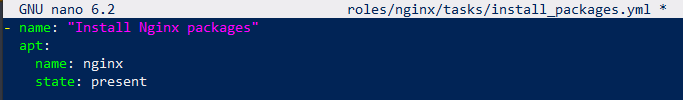 GNU nano 6.2 roles/nginx/tasks/install_packages.yml *
- name: "Install Nginx packages"
  apt:
    name: nginx
    state: present